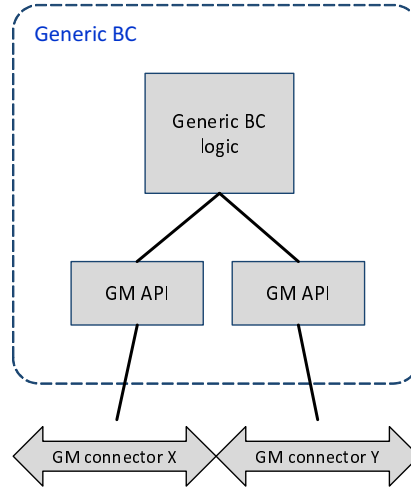 Generic BC
Generic BC
logic
GM API
GM API
GM connector X
GM connector Y